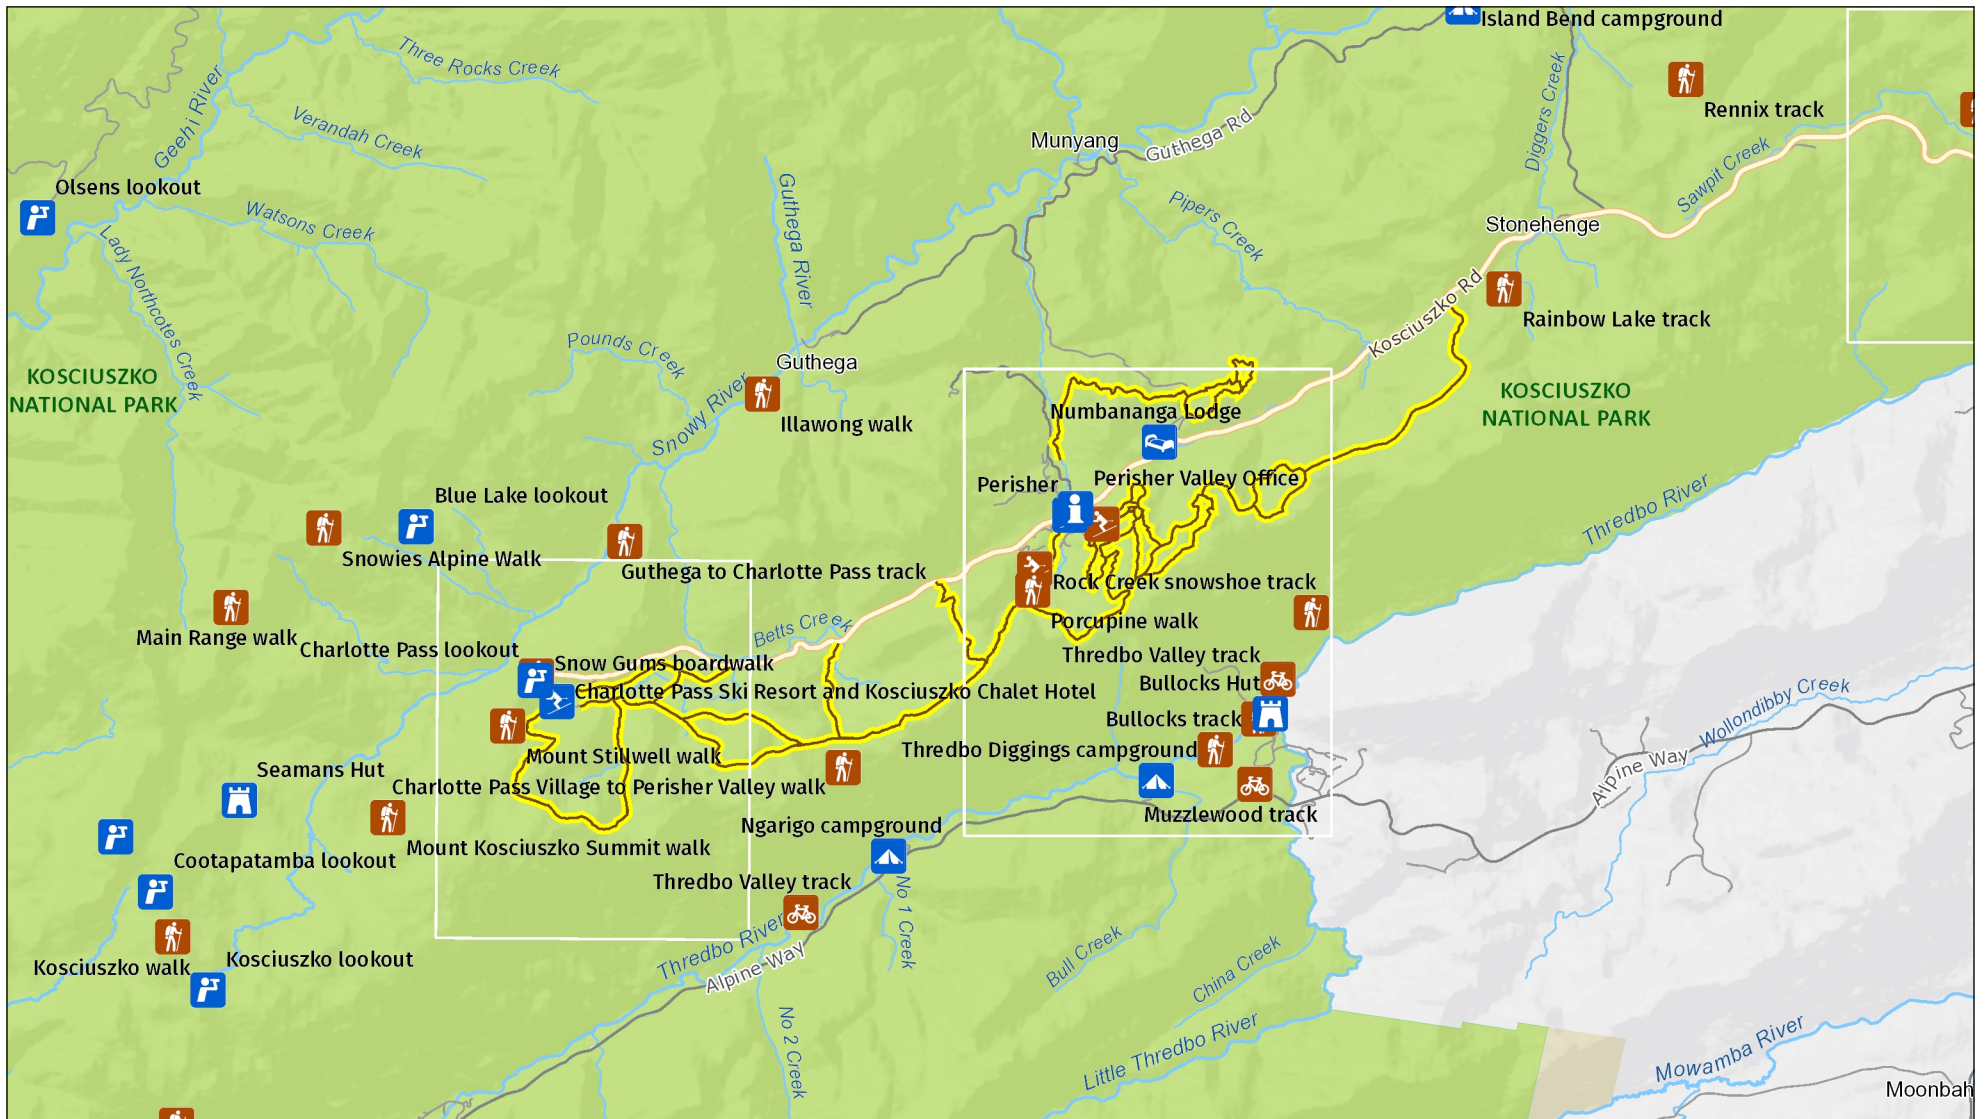 Island Bend campground
Three Rocks Creek
Geehi River
Rennix track
Verandah Creek
Diggers Creek
Guthega Rd
Munyang
Sawpit Creek
Olsens lookout
Guthega River
Pipers Creek
Watsons Creek
Stonehenge
Lady Northcotes Creek
Kosciuszko Rd
Rainbow Lake track
Pounds Creek
Guthega
KOSCIUSZKO
NATIONAL PARK
KOSCIUSZKO
NATIONAL PARK
Snowy River
Illawong walk
Numbananga Lodge
Perisher
Perisher Valley Office
Blue Lake lookout
Thredbo River
Snowies Alpine Walk
Guthega to Charlotte Pass track
Rock Creek snowshoe track
Porcupine walk
Betts Creek
Main Range walk
Charlotte Pass lookout
Snow Gums boardwalk
Thredbo Valley track
Bullocks Hut
Charlotte Pass Ski Resort and Kosciuszko Chalet Hotel
Wollondibby Creek
Bullocks track
Thredbo Diggings campground
Mount Stillwell walk
Alpine Way
Seamans Hut
Charlotte Pass Village to Perisher Valley walk
Muzzlewood track
Ngarigo campground
Mount Kosciuszko Summit walk
Cootapatamba lookout
Thredbo Valley track
No 1 Creek
Thredbo River
Alpine Way
Bull Creek
China Creek
Kosciuszko walk
Kosciuszko lookout
No 2 Creek
Little Thredbo River
Mowamba River
Moonbah